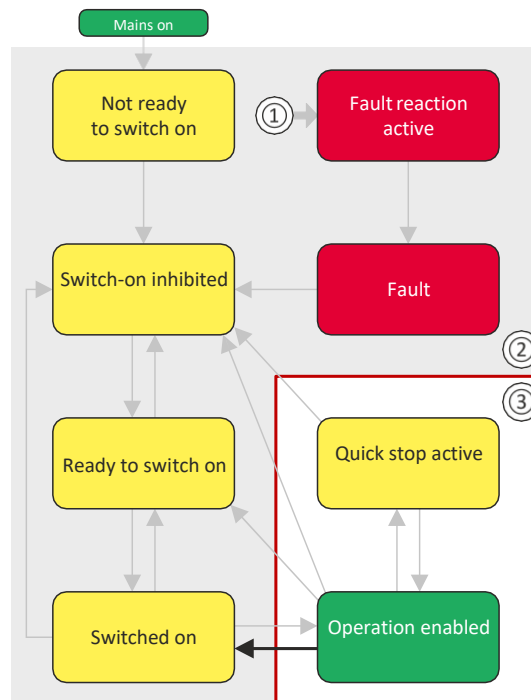 Mains on
Not ready
to switch on
①
Fault reaction
active
Switch-on inhibited
Fault
②
③
Ready to switch on
Quick stop active
Switched on
Operation enabled